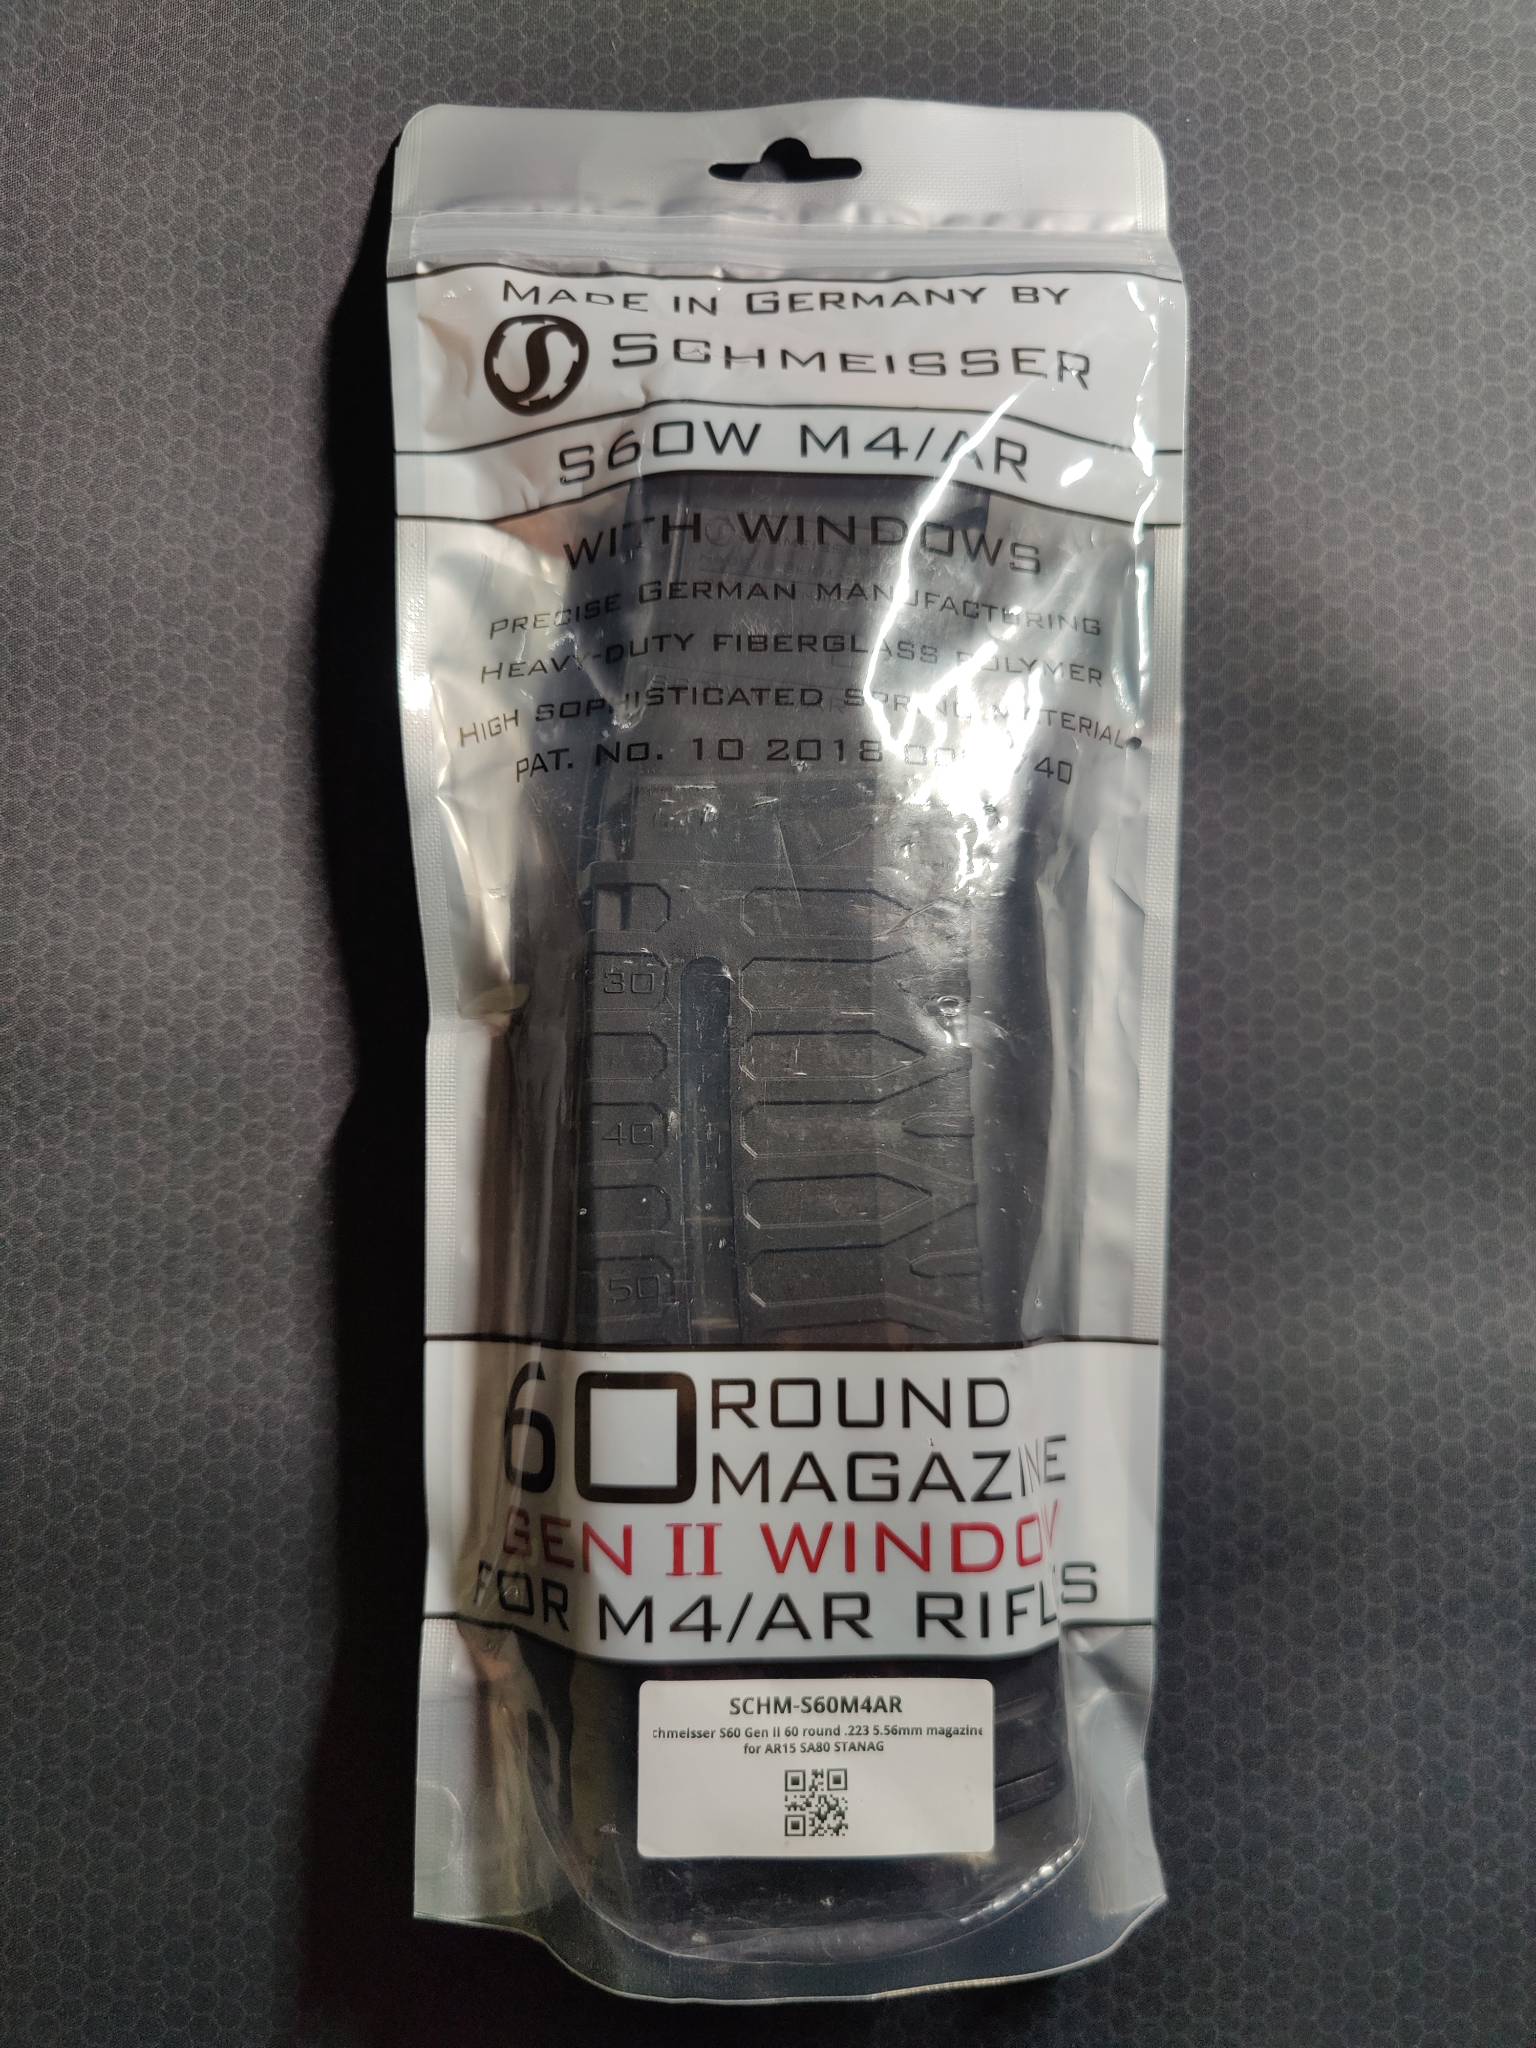 MADE IN GERMANY BY
SCHMEISSER
S60W M4/AR
WITH WINDOWS
PRECISE GERMAN MANUFACTURING
HEAVY-DUTY FIBERGLASS POLYMER
HIGH SOPHISTICATED SPRING MATERIAL
PAT. NO. 10 2018 40
30
40
50
60 ROUND
MAGAZINE
GEN II WINDOW
FOR M4/AR RIFLES
SCHM-S60M4AR
chmeisser S60 Gen II 60 round .223 5.56mm magazine
for AR15 SA80 STANAG